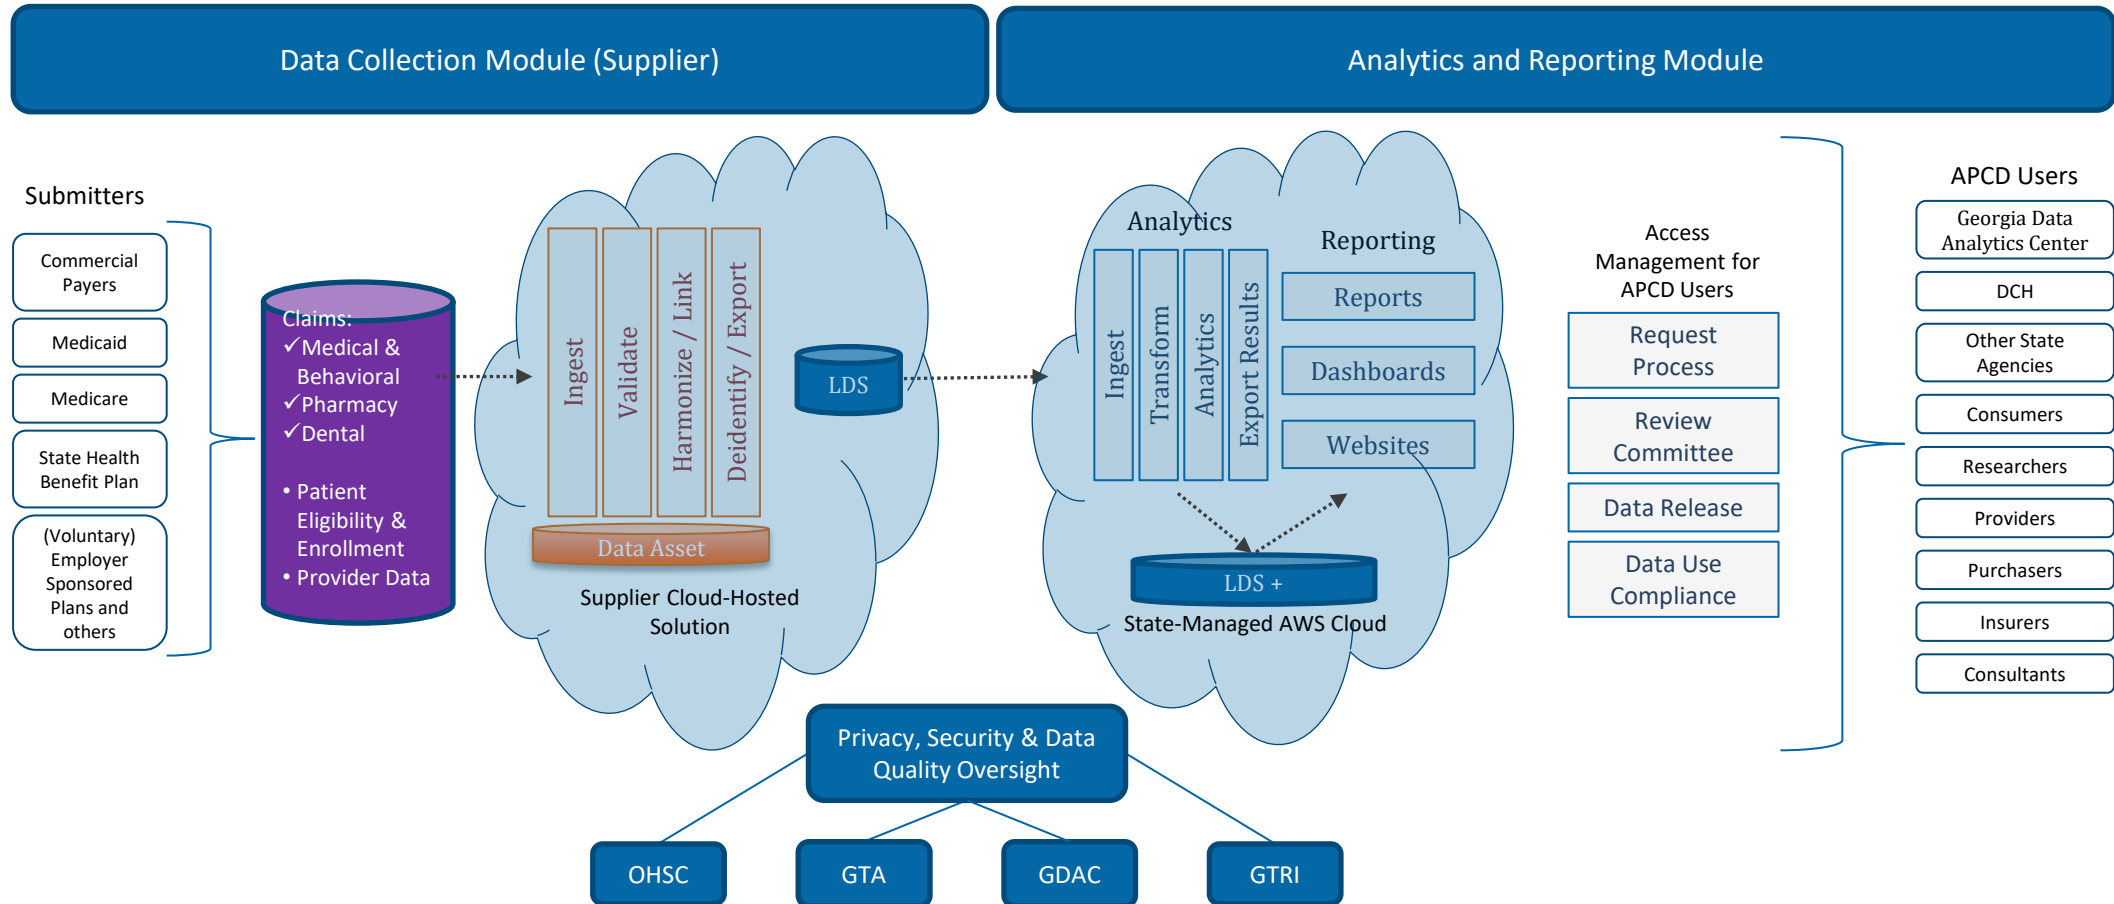 Data Collection Module (Supplier)
Analytics and Reporting Module
Submitters
Commercial
Payers
Medicaid
Medicare
State Health
Benefit Plan
(Voluntary)
Employer
Sponsored
Plans and
others
Claims:
✓Medical &
Behavioral
✓Pharmacy
✓Dental
• Patient
Eligibility &
Enrollment
• Provider Data
Ingest
Validate
Harmonize / Link
Deidentify / Export
Data Asset
Supplier Cloud-Hosted
Solution
LDS
Analytics
Ingest
Transform
Analytics
Export Results
Reporting
Reports
Dashboards
Websites
LDS +
State-Managed AWS Cloud
Access
Management for
APCD Users
Request
Process
Review
Committee
Data Release
Data Use
Compliance
APCD Users
Georgia Data
Analytics Center
DCH
Other State
Agencies
Consumers
Researchers
Providers
Purchasers
Insurers
Consultants
Privacy, Security & Data
Quality Oversight
OHSC
GTA
GDAC
GTRI